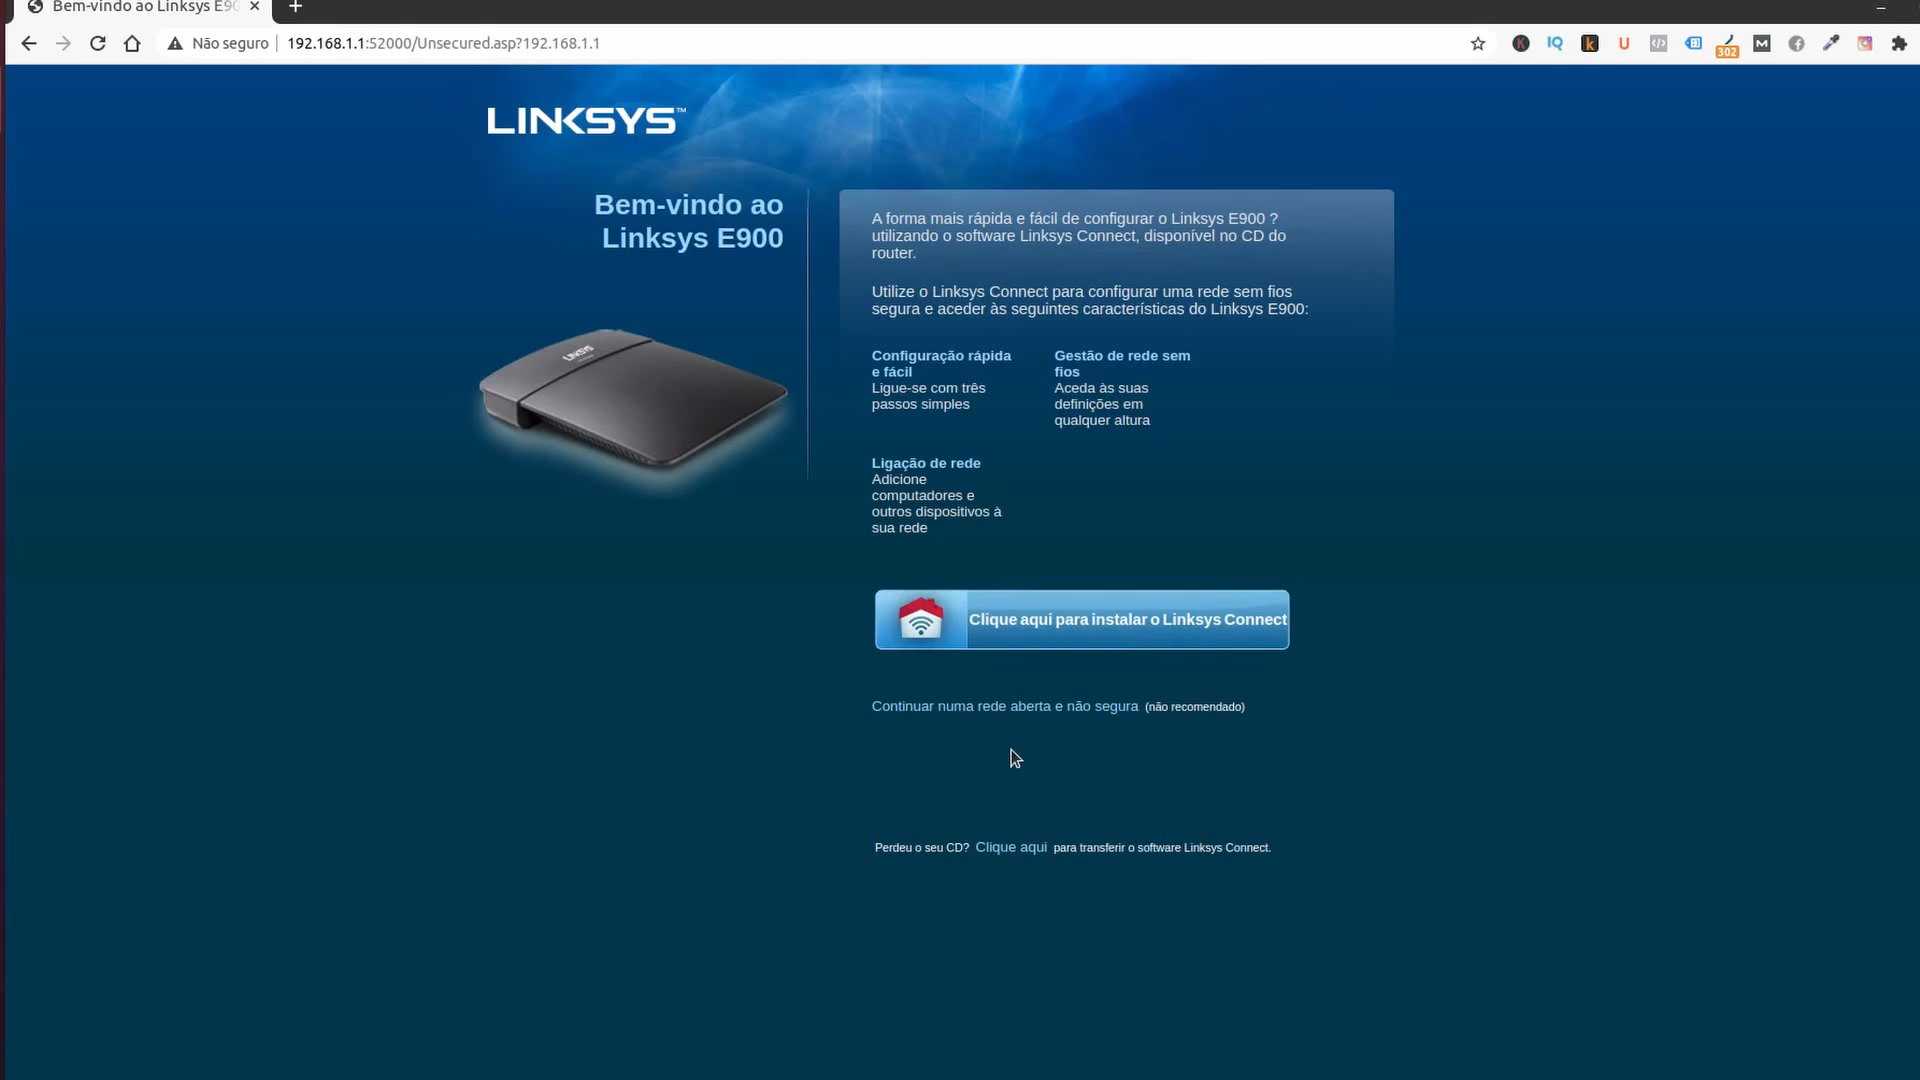 Bem-vindo ao Linksys E90
Não seguro
192.168.1.1:52000/Unsecured.asp?192.168.1.1
K
IQ
k
U
302
M
LINKSYS™
Bem-vindo ao
Linksys E900
LINKSYS
A forma mais rápida e fácil de configurar o Linksys E900 ?
utilizando o software Linksys Connect, disponível no CD do
router.
Utilize o Linksys Connect para configurar uma rede sem fios
segura e aceder às seguintes características do Linksys E900:
Configuração rápida
e fácil
Ligue-se com três
passos simples
Gestão de rede sem
fios
Aceda às suas
definições em
qualquer altura
Ligação de rede
Adicione
computadores e
outros dispositivos à
sua rede
Clique aqui para instalar o Linksys Connect
Continuar numa rede aberta e não segura (não recomendado)
Perdeu o seu CD? Clique aqui para transferir o software Linksys Connect.